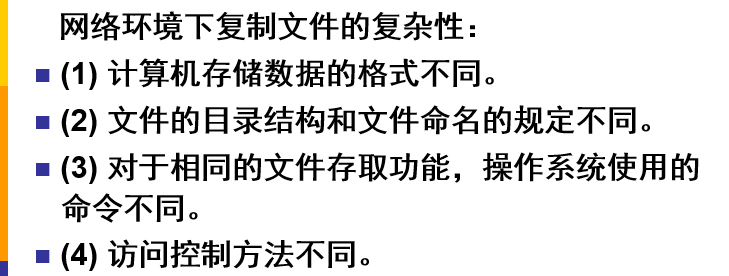 网络环境下复制文件的复杂性：
(1) 计算机存储数据的格式不同。
(2) 文件的目录结构和文件命名的规定不同。
(3) 对于相同的文件存取功能，操作系统使用的
命令不同。
(4) 访问控制方法不同。